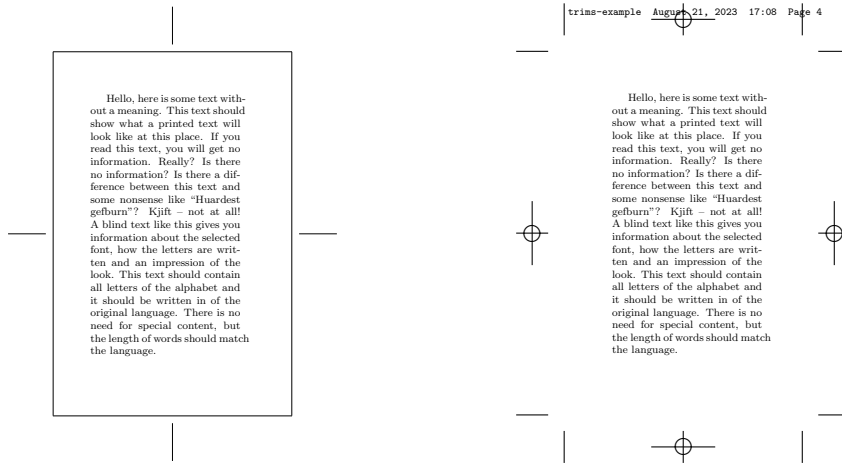 trims-example August 21, 2023 17:08 Page 4
Hello, here is some text with-
out a meaning. This text should
show what a printed text will
look like at this place. If you
read this text, you will get no
information. Really? Is there
no information? Is there a dif-
ference between this text and
some nonsense like “Huardest
gefburn”? Kjift – not at all!
A blind text like this gives you
information about the selected
font, how the letters are writ-
ten and an impression of the
look. This text should contain
all letters of the alphabet and
it should be written in of the
original language. There is no
need for special content, but
the length of words should match
the language.
Hello, here is some text with-
out a meaning. This text should
show what a printed text will
look like at this place. If you
read this text, you will get no
information. Really? Is there
no information? Is there a dif-
ference between this text and
some nonsense like “Huardest
gefburn”? Kjift – not at all!
A blind text like this gives you
information about the selected
font, how the letters are writ-
ten and an impression of the
look. This text should contain
all letters of the alphabet and
it should be written in of the
original language. There is no
need for special content, but
the length of words should match
the language.